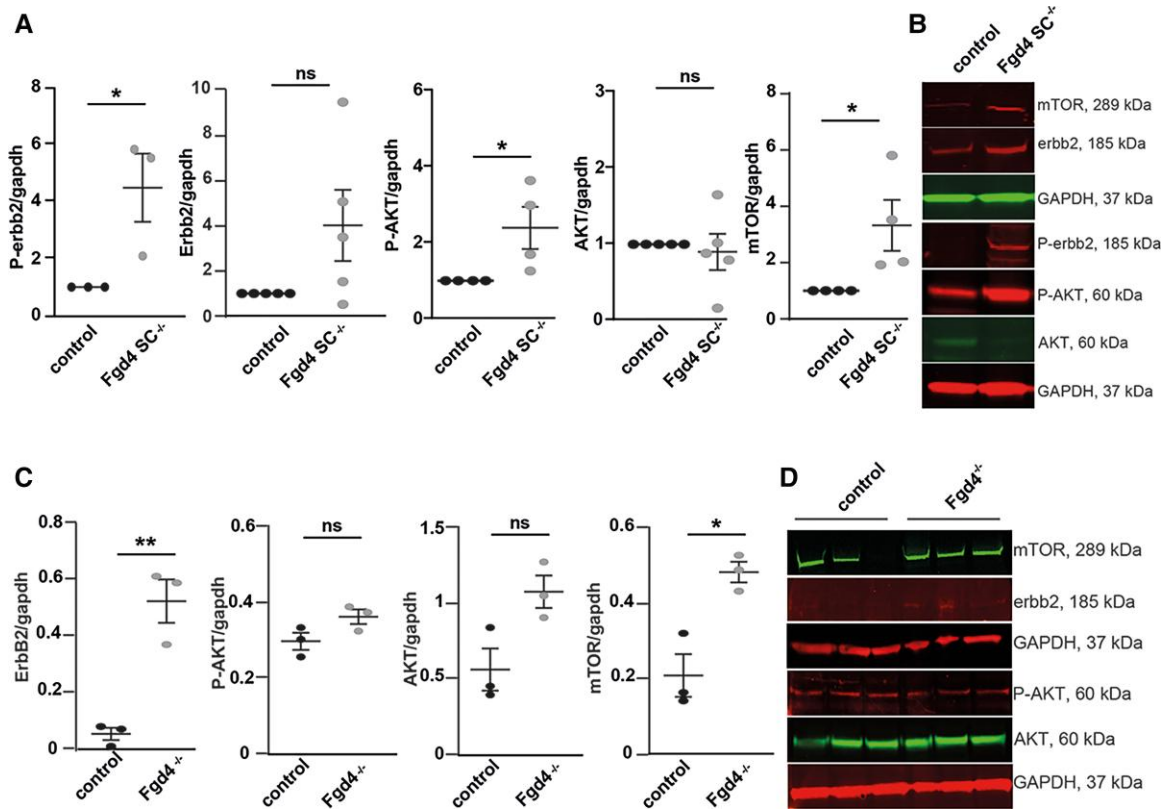 A
P-erbb2/gapdh
8
6
4
2
0
*
control
Fgd4 SC-/-
Erbb2/gapdh
10
8
6
4
2
0
ns
control
Fgd4 SC-/-
P-AKT/gapdh
6
4
2
0
*
control
Fgd4 SC-/-
AKT/gapdh
3
2
1
0
ns
control
Fgd4 SC-/-
mTOR/gapdh
8
6
4
2
0
*
control
Fgd4 SC-/-
B
control
Fgd4 SC-/-
mTOR, 289 kDa
erbb2, 185 kDa
GAPDH, 37 kDa
P-erbb2, 185 kDa
P-AKT, 60 kDa
AKT, 60 kDa
GAPDH, 37 kDa
C
ErbB2/gapdh
0.8
0.6
0.4
0.2
0
**
control
Fgd4-/-
P-AKT/gapdh
0.6
0.4
0.2
0
ns
control
Fgd4-/-
AKT/gapdh
1.5
1
0.5
0
ns
control
Fgd4-/-
mTOR/gapdh
0.6
0.4
0.2
0
*
control
Fgd4-/-
D
control
Fgd4-/-
mTOR, 289 kDa
erbb2, 185 kDa
GAPDH, 37 kDa
P-AKT, 60 kDa
AKT, 60 kDa
GAPDH, 37 kDa